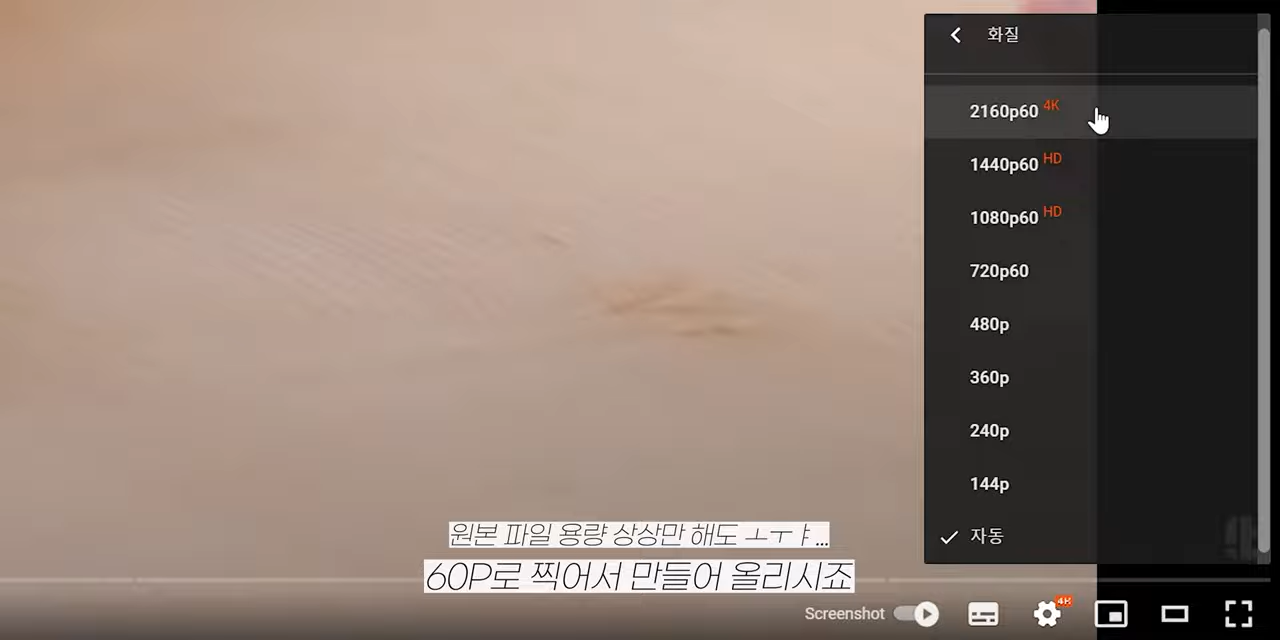 화질
2160p60 4K
1440p60 HD
1080p60 HD
720p60
480p
360p
240p
144p
자동
원본 파일 용량 상상만 해도 ㅗㅜㅑ...
60P로 찍어서 만들어 올리시죠
Screenshot
4K